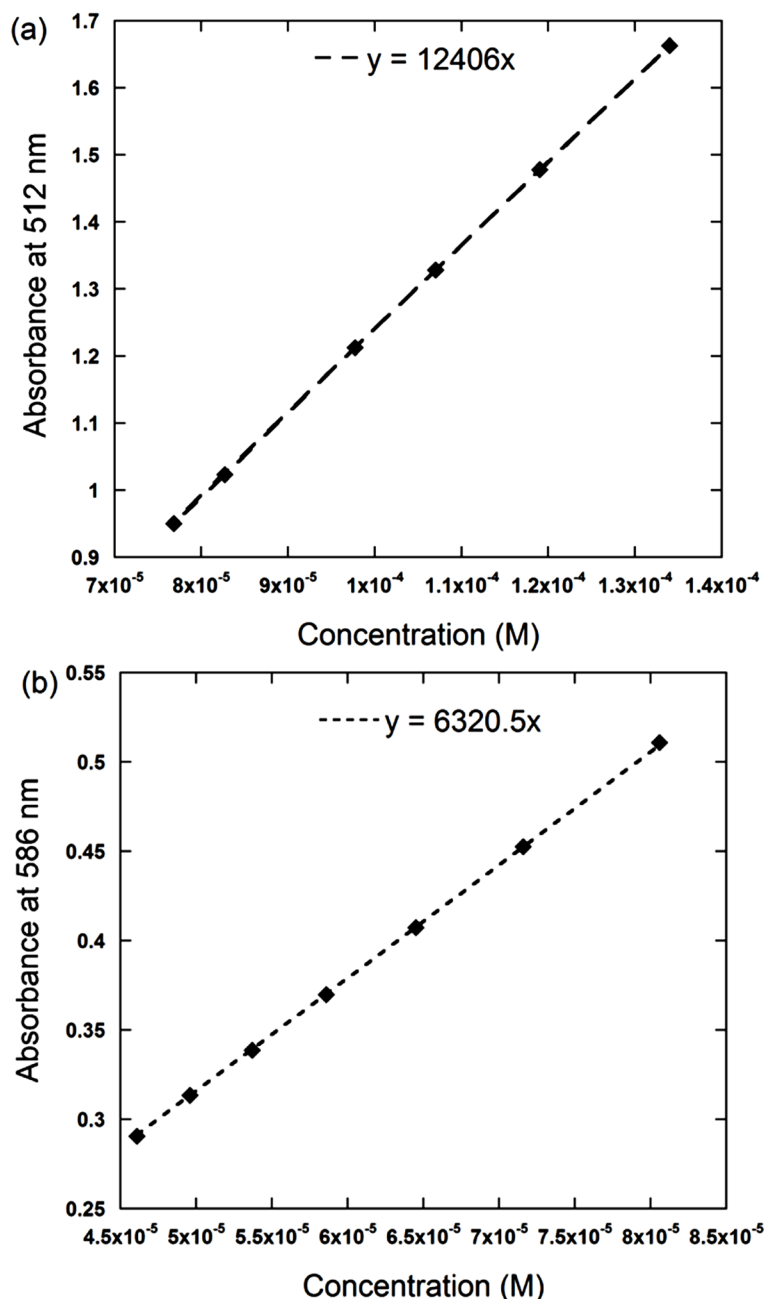 (a)
y = 12406x
Absorbance at 512 nm
1.7
1.6
1.5
1.4
1.3
1.2
1.1
1
0.9
7x10⁻⁵ 8x10⁻⁵ 9x10⁻⁵ 1x10⁻⁴ 1.1x10⁻⁴ 1.2x10⁻⁴ 1.3x10⁻⁴ 1.4x10⁻⁴
Concentration (M)
(b)
y = 6320.5x
Absorbance at 586 nm
0.55
0.5
0.45
0.4
0.35
0.3
0.25
4.5x10⁻⁵ 5x10⁻⁵ 5.5x10⁻⁵ 6x10⁻⁵ 6.5x10⁻⁵ 7x10⁻⁵ 7.5x10⁻⁵ 8x10⁻⁵ 8.5x10⁻⁵
Concentration (M)